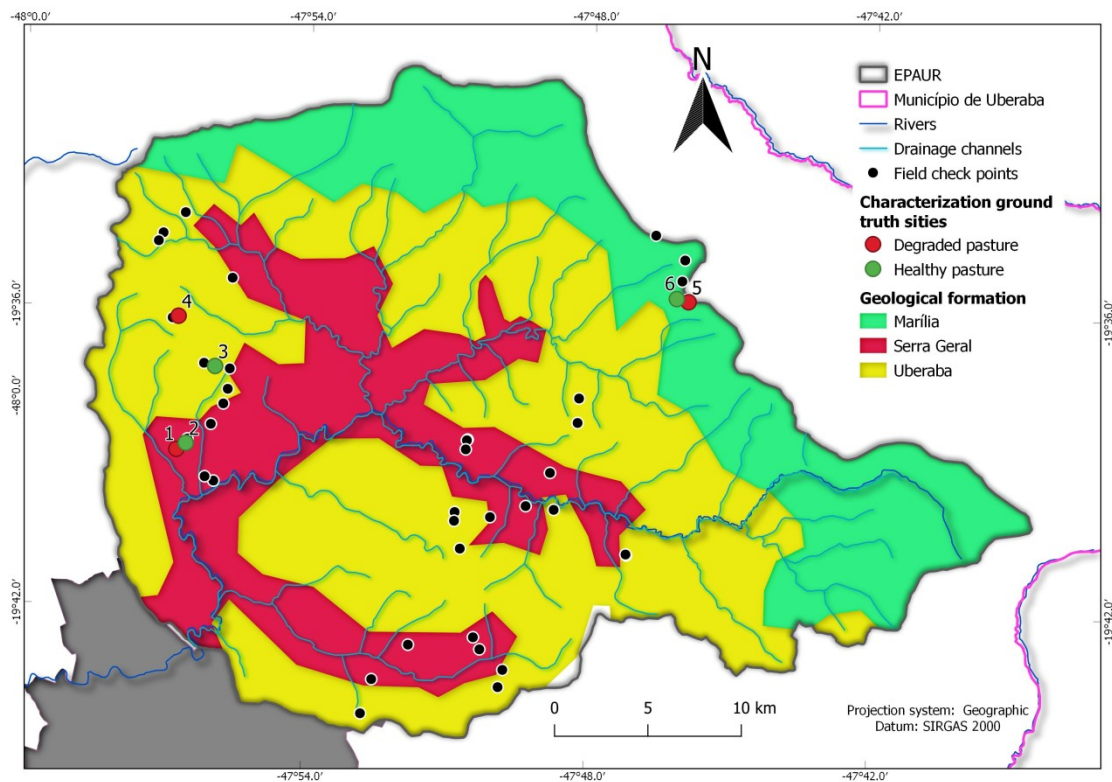 -48°0.0'
-47°54.0'
-47°48.0'
-47°42.0'
N
EPAUR
Município de Uberaba
Rivers
Drainage channels
Field check points
Characterization ground
truth sities
Degraded pasture
Healthy pasture
Geological formation
Marília
Serra Geral
Uberaba
-19°36.0'
-19°36.0'
4
6
5
3
-48°0.0'
1
2
-19°42.0'
-19°42.0'
0
5
10 km
Projection system: Geographic
Datum: SIRGAS 2000
-47°54.0'
-47°48.0'
-47°42.0'